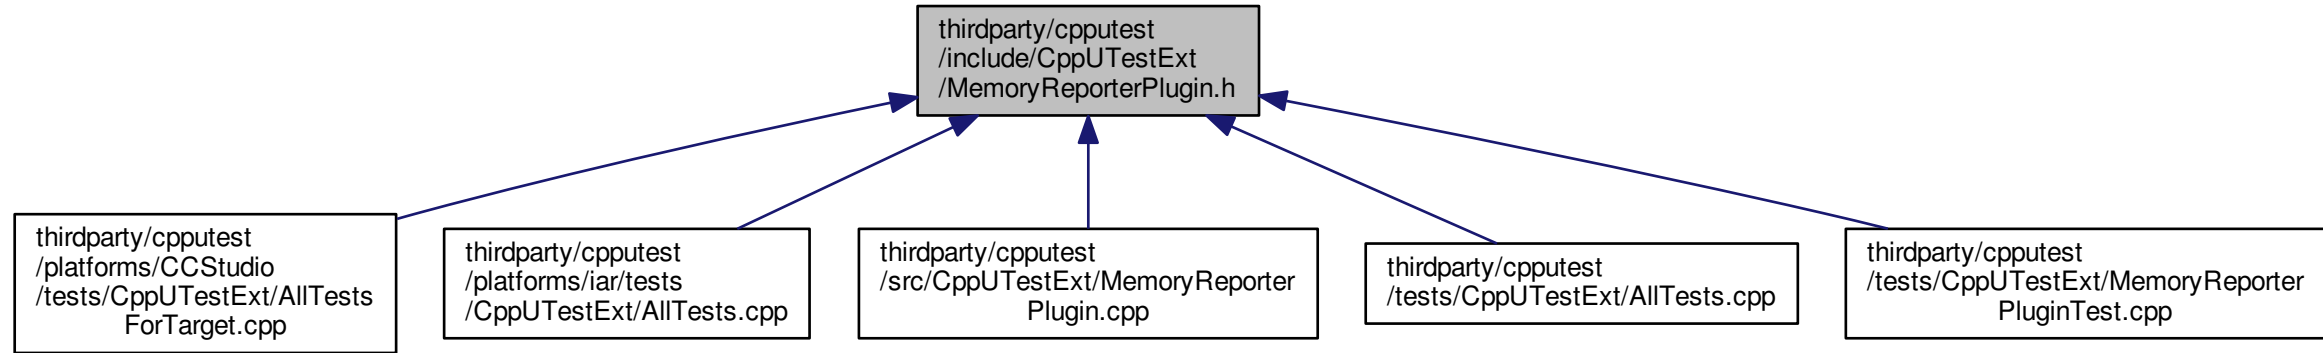 thirdparty/cpputest
/include/CppUTestExt
/MemoryReporterPlugin.h
thirdparty/cpputest
/platforms/CCStudio
/tests/CppUTestExt/AllTests
ForTarget.cpp
thirdparty/cpputest
/platforms/iar/tests
/CppUTestExt/AllTests.cpp
thirdparty/cpputest
/src/CppUTestExt/MemoryReporter
Plugin.cpp
thirdparty/cpputest
/tests/CppUTestExt/AllTests.cpp
thirdparty/cpputest
/tests/CppUTestExt/MemoryReporter
PluginTest.cpp